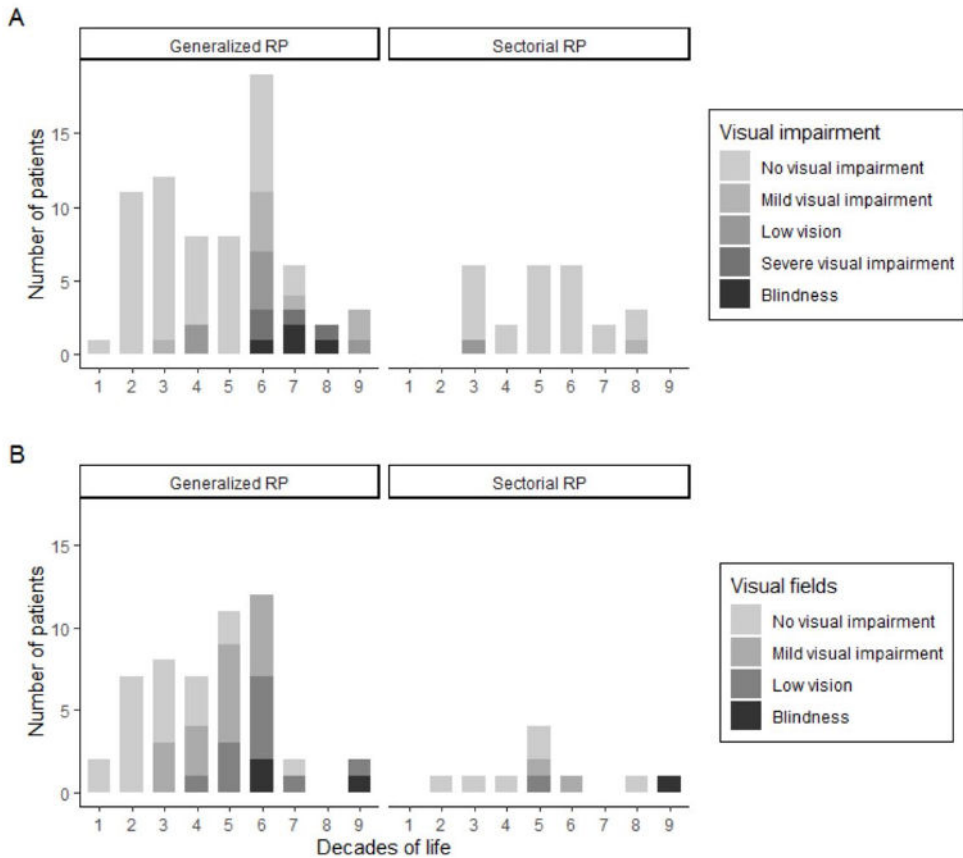 A
Generalized RP
Sectorial RP
Number of patients
15
10
5
0
1 2 3 4 5 6 7 8 9
1 2 3 4 5 6 7 8 9
Visual impairment
No visual impairment
Mild visual impairment
Low vision
Severe visual impairment
Blindness
B
Generalized RP
Sectorial RP
Number of patients
15
10
5
0
1 2 3 4 5 6 7 8 9
1 2 3 4 5 6 7 8 9
Decades of life
Visual fields
No visual impairment
Mild visual impairment
Low vision
Blindness